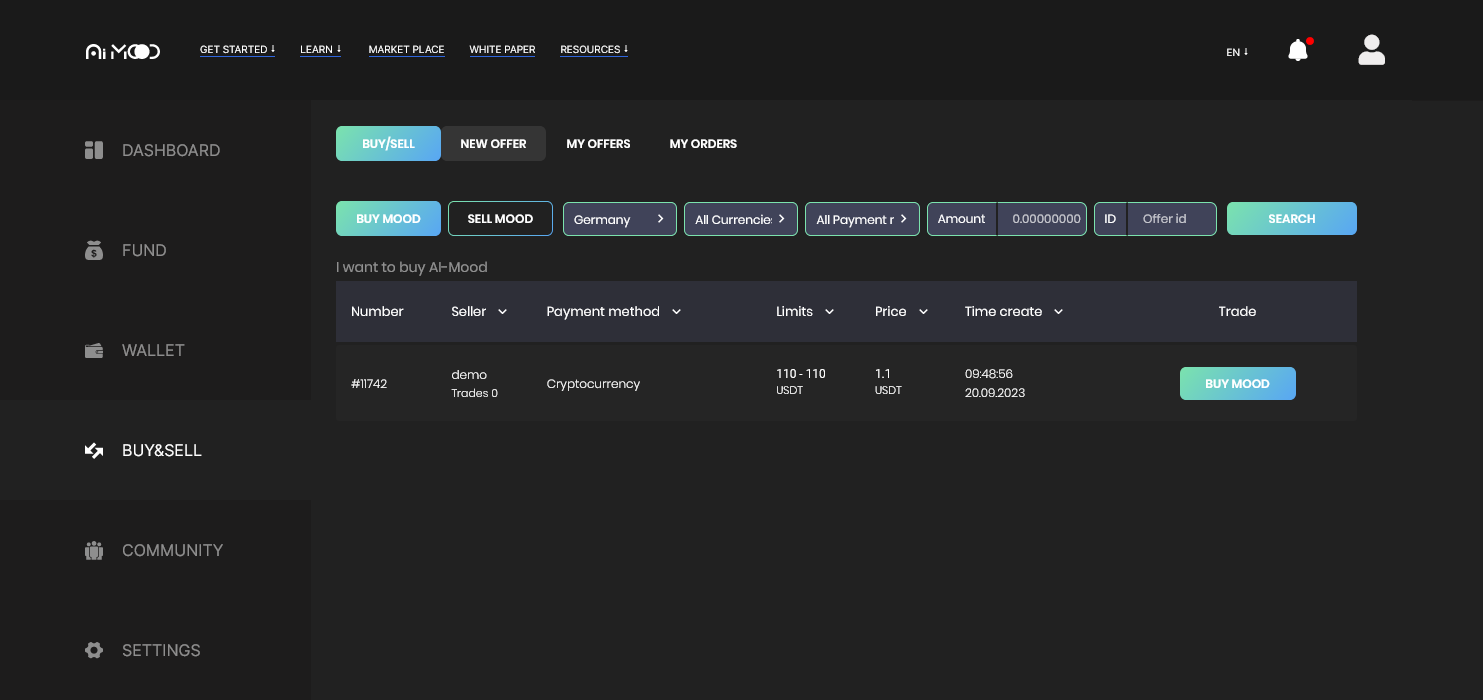 Ai MOOD
GET STARTED ↓
LEARN ↓
MARKET PLACE
WHITE PAPER
RESOURCES ↓
EN ↓
DASHBOARD
FUND
WALLET
BUY&SELL
COMMUNITY
SETTINGS
BUY/SELL
NEW OFFER
MY OFFERS
MY ORDERS
BUY MOOD
SELL MOOD
Germany
All Currencies
All Payment r
Amount
0.00000000
ID
Offer id
SEARCH
I want to buy AI-Mood
Number
Seller
Payment method
Limits
Price
Time create
Trade
#11742
demo
Trades 0
Cryptocurrency
110 - 110
USDT
1.1
USDT
09:48:56
20.09.2023
BUY MOOD